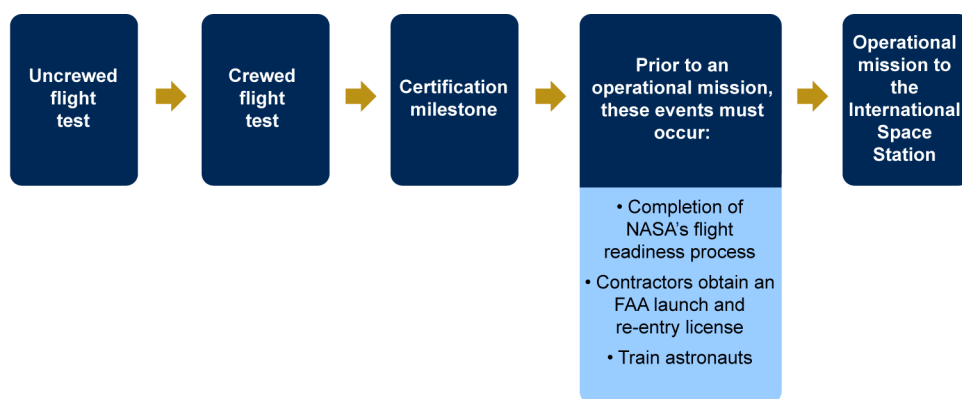 Uncrewed
flight
test
Crewed
flight
test
Certification
milestone
Prior to an
operational mission,
these events must
occur:
• Completion of
NASA's flight
readiness process
• Contractors obtain an
FAA launch and
re-entry license
• Train astronauts
Operational
mission to
the
International
Space
Station